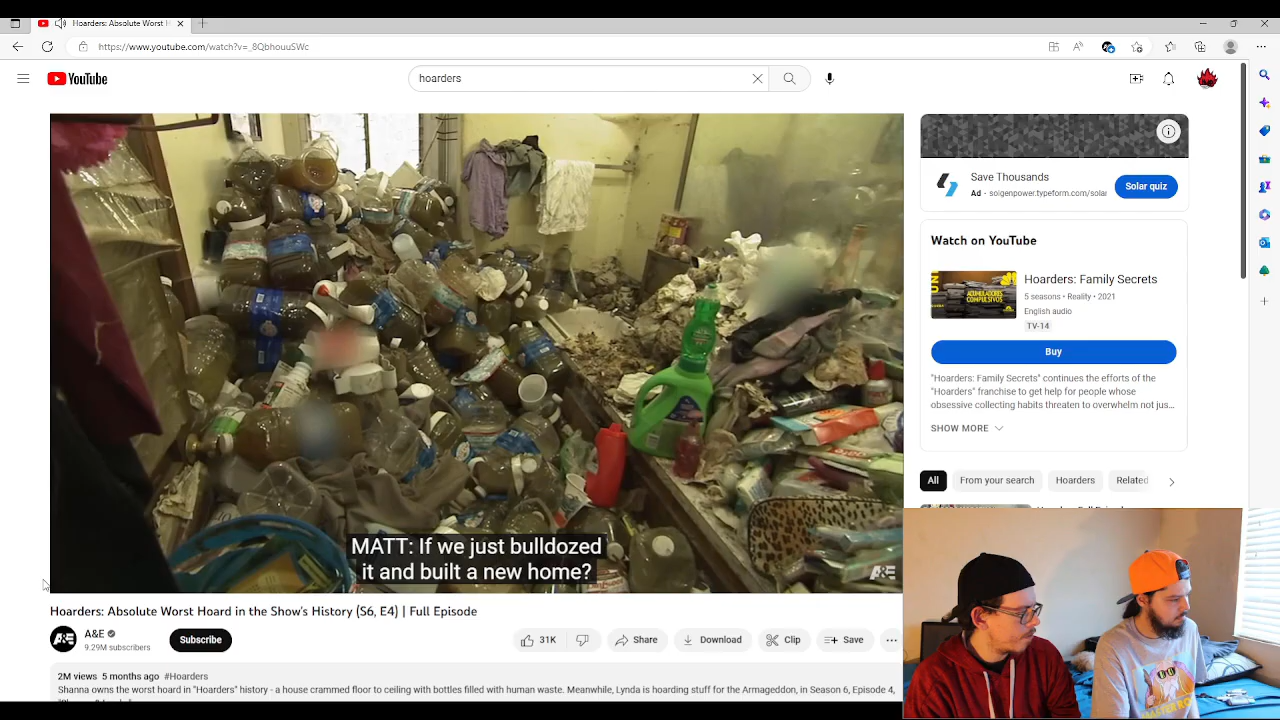 Hoarders: Absolute Worst H
https://www.youtube.com/watch?v=_8QbhouuSWc
YouTube
hoarders
MATT: If we just bulldozed
it and built a new home?
A&E
Hoarders: Absolute Worst Hoard in the Show's History (S6, E4) | Full Episode
A&E
A&E
9.29M subscribers
Subscribe
31K
Share
Download
Clip
Save
2M views 5 months ago #Hoarders
Shanna owns the worst hoard in "Hoarders" history - a house crammed floor to ceiling with bottles filled with human waste. Meanwhile, Lynda is hoarding stuff for the Armageddon, in Season 6, Episode 4,
Save Thousands
Ad - solgenpower.typeform.com/solar
Solar quiz
Watch on YouTube
ACUMULADORES
COMPULSIVOS
Hoarders: Family Secrets
5 seasons • Reality • 2021
English audio
TV-14
Buy
"Hoarders: Family Secrets" continues the efforts of the
"Hoarders" franchise to get help for people whose
obsessive collecting habits threaten to overwhelm not jus...
SHOW MORE
All
From your search
Hoarders
Related